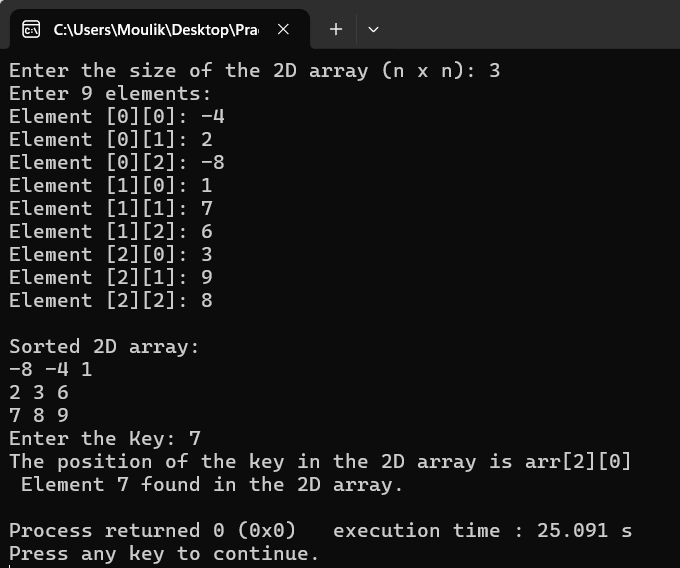 C:\Users\Moulik\Desktop\Pra
Enter the size of the 2D array (n x n): 3
Enter 9 elements:
Element [0][0]: -4
Element [0][1]: 2
Element [0][2]: -8
Element [1][0]: 1
Element [1][1]: 7
Element [1][2]: 6
Element [2][0]: 3
Element [2][1]: 9
Element [2][2]: 8
Sorted 2D array:
-8 -4 1
2 3 6
7 8 9
Enter the Key: 7
The position of the key in the 2D array is arr[2][0]
Element 7 found in the 2D array.
Process returned 0 (0x0)   execution time : 25.091 s
Press any key to continue.